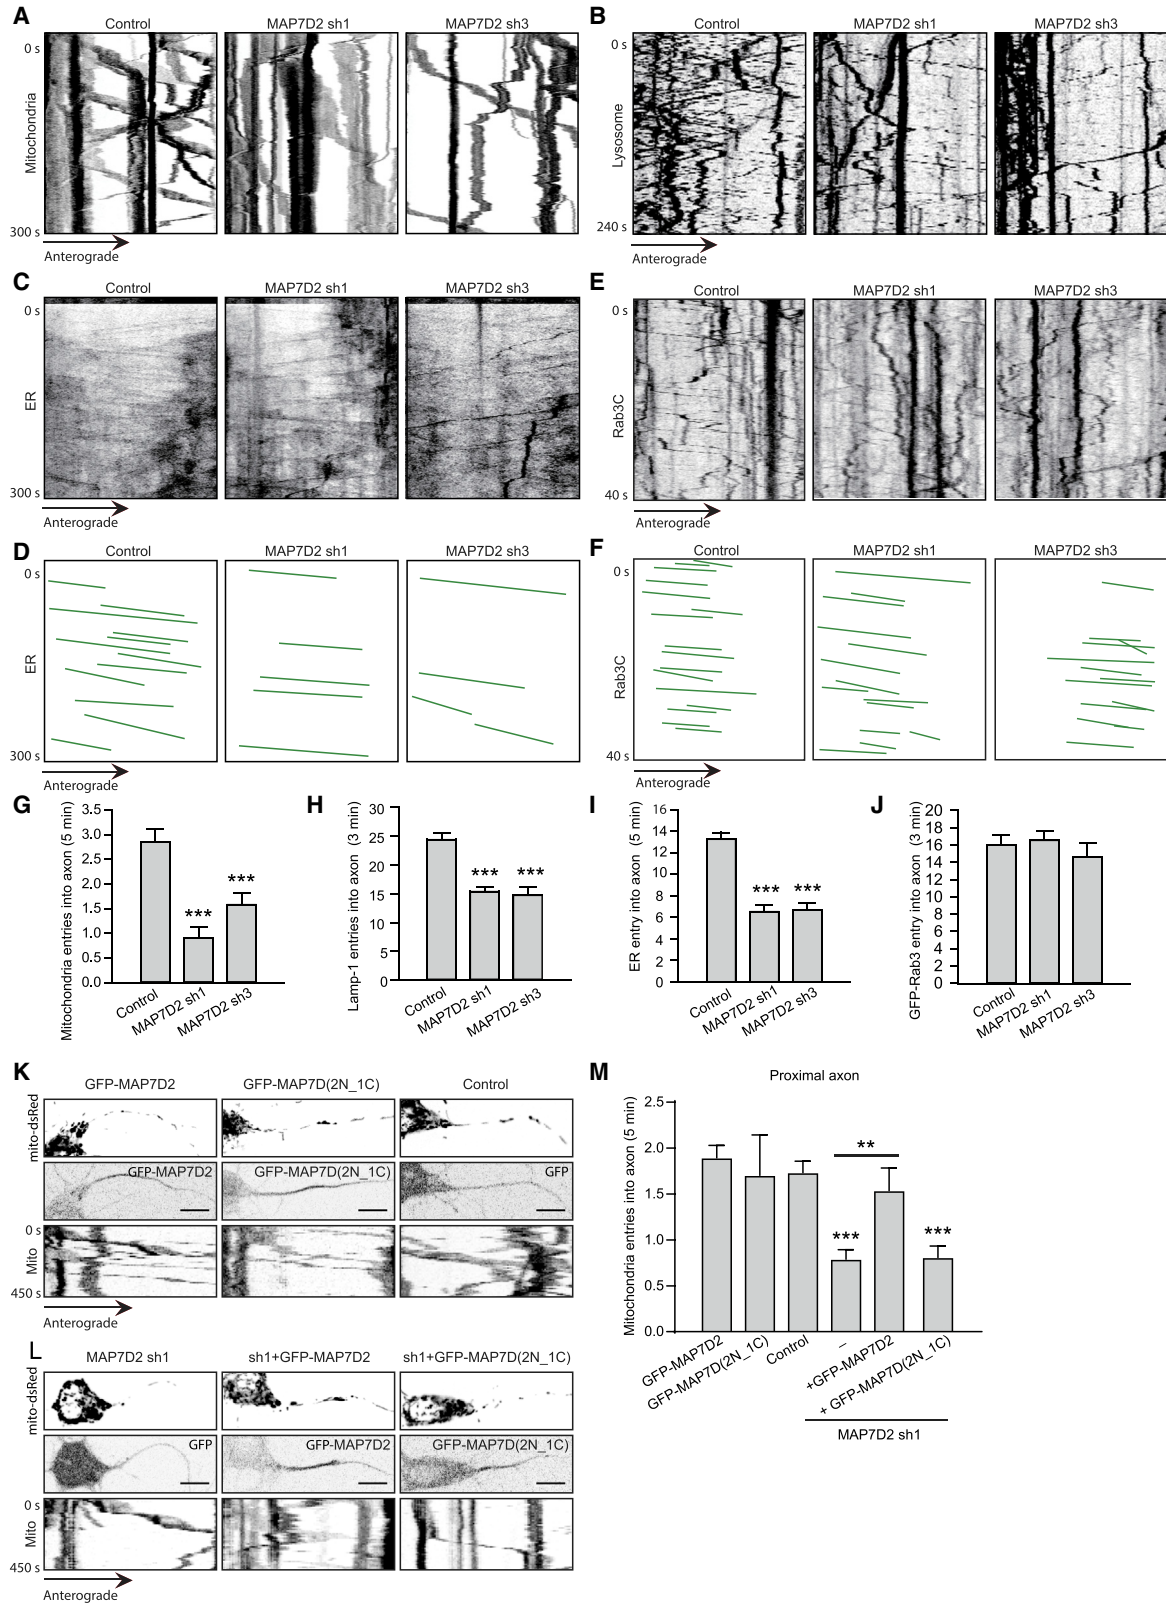 A
Control
MAP7D2 sh1
MAP7D2 sh3
0 s
Mitochondria
300 s
Anterograde
B
Control
MAP7D2 sh1
MAP7D2 sh3
0 s
Lysosome
240 s
Anterograde
C
Control
MAP7D2 sh1
MAP7D2 sh3
0 s
ER
300 s
Anterograde
E
Control
MAP7D2 sh1
MAP7D2 sh3
0 s
Rab3C
40 s
Anterograde
D
Control
MAP7D2 sh1
MAP7D2 sh3
0 s
ER
300 s
Anterograde
F
Control
MAP7D2 sh1
MAP7D2 sh3
0 s
Rab3C
40 s
Anterograde
G
Mitochondria entries into axon (5 min)
3.5
3.0
2.5
2.0
1.5
1.0
0.5
0.0
***
***
Control
MAP7D2 sh1
MAP7D2 sh3
H
Lamp-1 entries into axon (3 min)
30
25
20
15
10
5
0
***
***
Control
MAP7D2 sh1
MAP7D2 sh3
I
ER entry into axon (5 min)
16
14
12
10
8
6
4
2
0
***
***
Control
MAP7D2 sh1
MAP7D2 sh3
J
GFP-Rab3 entry into axon (3 min)
20
18
16
14
12
10
8
6
4
2
0
Control
MAP7D2 sh1
MAP7D2 sh3
K
GFP-MAP7D2
GFP-MAP7D(2N_1C)
Control
mito-dsRed
GFP-MAP7D2
GFP-MAP7D(2N_1C)
GFP
0 s
Mito
450 s
Anterograde
L
MAP7D2 sh1
sh1+GFP-MAP7D2
sh1+GFP-MAP7D(2N_1C)
mito-dsRed
GFP
GFP-MAP7D2
GFP-MAP7D(2N_1C)
0 s
Mito
450 s
Anterograde
M
Proximal axon
Mitochondria entries into axon (5 min)
2.5
2.0
1.5
1.0
0.5
0.0
**
***
***
GFP-MAP7D2
GFP-MAP7D(2N_1C)
Control
–
+GFP-MAP7D2
+ GFP-MAP7D(2N_1C)
MAP7D2 sh1